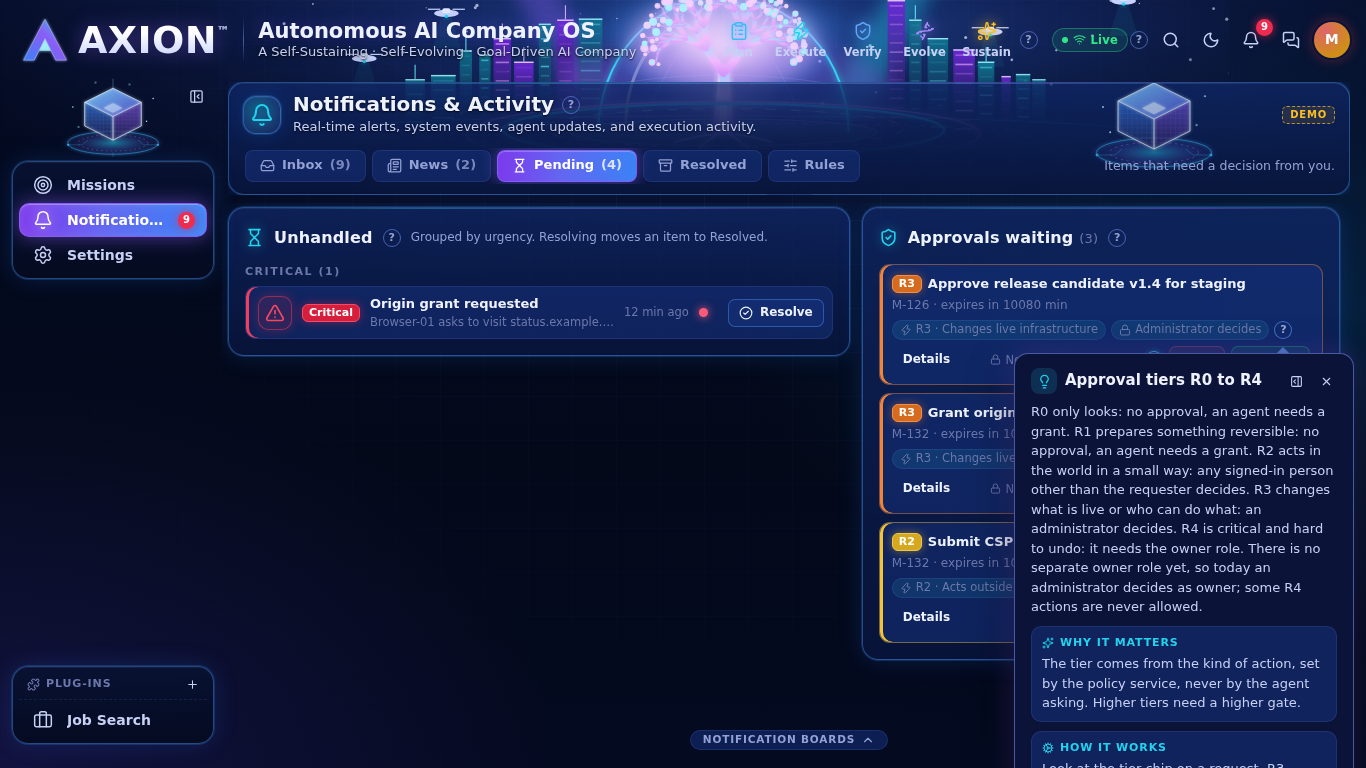 AXION™
Autonomous AI Company OS
A Self-Sustaining · Self-Evolving · Goal-Driven AI Company
Execute
Verify
Evolve
Sustain
?
Live
?
9
M
Missions
Notificatio...
9
Settings
PLUG-INS
+
Job Search
Notifications & Activity
?
Real-time alerts, system events, agent updates, and execution activity.
DEMO
Inbox (9)
News (2)
Pending (4)
Resolved
Rules
Items that need a decision from you.
Unhandled
?
Grouped by urgency. Resolving moves an item to Resolved.
CRITICAL (1)
Critical
Origin grant requested
Browser-01 asks to visit status.example....
12 min ago
Resolve
Approvals waiting (3)
?
R3 Approve release candidate v1.4 for staging
M-126 · expires in 10080 min
R3 · Changes live infrastructure
Administrator decides
?
Details
R3 Grant origin
M-132 · expires in 10
R3 · Changes live
Details
R2 Submit CSP
M-132 · expires in 10
R2 · Acts outside
Details
Approval tiers R0 to R4
R0 only looks: no approval, an agent needs a
grant. R1 prepares something reversible: no
approval, an agent needs a grant. R2 acts in
the world in a small way: any signed-in person
other than the requester decides. R3 changes
what is live or who can do what: an
administrator decides. R4 is critical and hard
to undo: it needs the owner role. There is no
separate owner role yet, so today an
administrator decides as owner; some R4
actions are never allowed.
WHY IT MATTERS
The tier comes from the kind of action, set
by the policy service, never by the agent
asking. Higher tiers need a higher gate.
HOW IT WORKS
Look at the tier chip on a request. R3
NOTIFICATION BOARDS